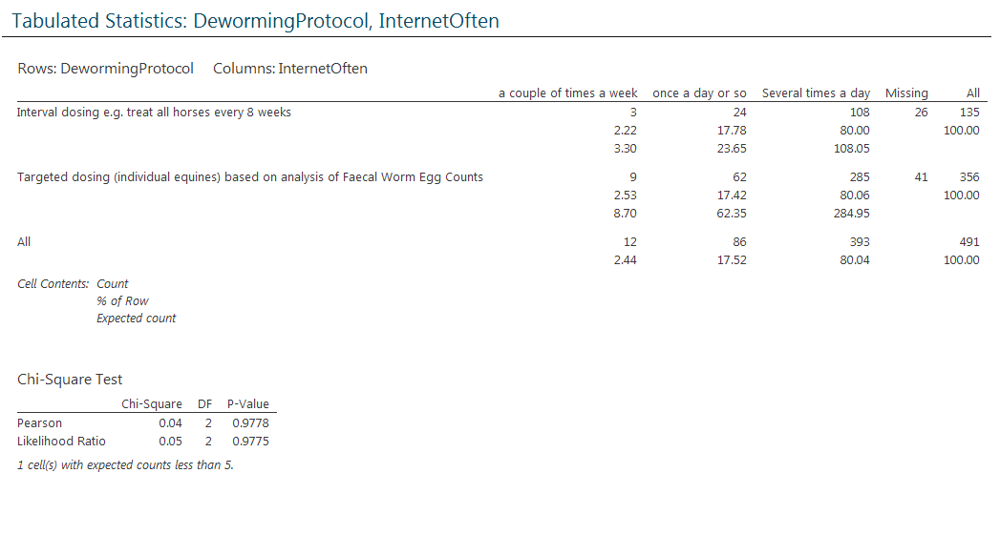 Tabulated Statistics: DewormingProtocol, InternetOften
Rows: DewormingProtocol Columns: InternetOften
a couple of times a week once a day or so Several times a day Missing All
Interval dosing e.g. treat all horses every 8 weeks 3 24 108 26 135
2.22 17.78 80.00 100.00
3.30 23.65 108.05
Targeted dosing (individual equines) based on analysis of Faecal Worm Egg Counts 9 62 285 41 356
2.53 17.42 80.06 100.00
8.70 62.35 284.95
All 12 86 393 491
2.44 17.52 80.04 100.00
Cell Contents: Count
% of Row
Expected count
Chi-Square Test
Chi-Square DF P-Value
Pearson 0.04 2 0.9778
Likelihood Ratio 0.05 2 0.9775
1 cell(s) with expected counts less than 5.